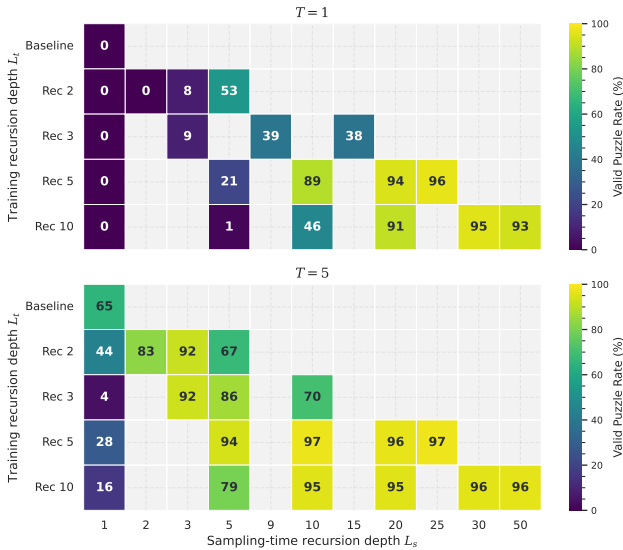 T = 1
Training recursion depth L_t
Baseline
0
Rec 2
0 0 8 53
Rec 3
0 9 39 38
Rec 5
0 21 89 94 96
Rec 10
0 1 46 91 95 93
100
80
60
40
20
0
Valid Puzzle Rate (%)
T = 5
Training recursion depth L_t
Baseline
65
Rec 2
44 83 92 67
Rec 3
4 92 86 70
Rec 5
28 94 97 96 97
Rec 10
16 79 95 95 96 96
1 2 3 5 9 10 15 20 25 30 50
Sampling-time recursion depth L_s
100
80
60
40
20
0
Valid Puzzle Rate (%)